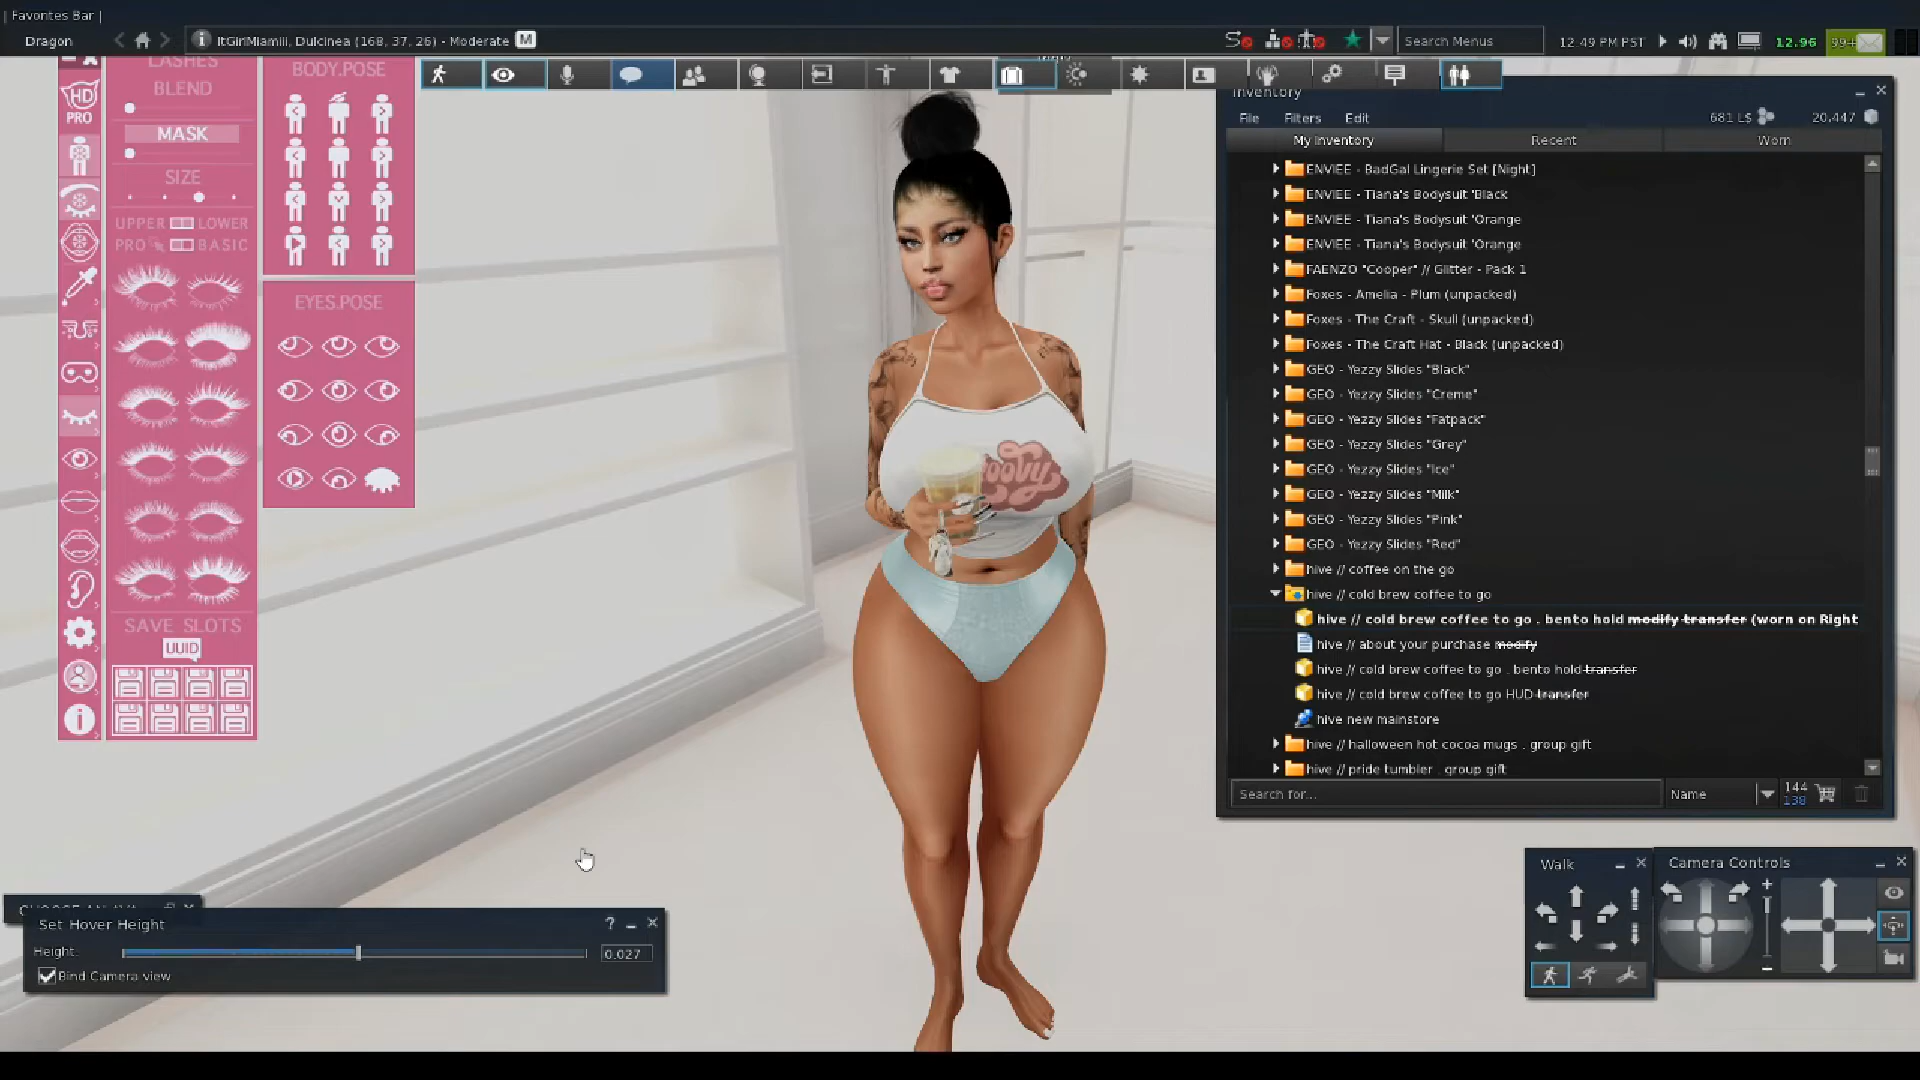 | Favorites Bar |
Dragon
ItGirlMiamiii, Dulcinea (168, 37, 26) - Moderate M
Search Menus
12:49 PM PST
12.96
99+
LASHES
BLEND
MASK
SIZE
UPPER LOWER
PRO BASIC
SAVE SLOTS
UUID
HD
PRO
BODY.POSE
EYES.POSE
oovy
Inventory
File Filters Edit
681 L$ 20,447
My Inventory Recent Worn
ENVIEE - BadGal Lingerie Set [Night]
ENVIEE - Tiana's Bodysuit 'Black
ENVIEE - Tiana's Bodysuit 'Orange
ENVIEE - Tiana's Bodysuit 'Orange
FAENZO "Cooper" // Glitter - Pack 1
Foxes - Amelia - Plum (unpacked)
Foxes - The Craft - Skull (unpacked)
Foxes - The Craft Hat - Black (unpacked)
GEO - Yezzy Slides "Black"
GEO - Yezzy Slides "Creme"
GEO - Yezzy Slides "Fatpack"
GEO - Yezzy Slides "Grey"
GEO - Yezzy Slides "Ice"
GEO - Yezzy Slides "Milk"
GEO - Yezzy Slides "Pink"
GEO - Yezzy Slides "Red"
hive // coffee on the go
hive // cold brew coffee to go
hive // cold brew coffee to go . bento hold modify transfer (worn on Right
hive // about your purchase modify
hive // cold brew coffee to go . bento hold transfer
hive // cold brew coffee to go HUD transfer
hive new mainstore
hive // halloween hot cocoa mugs . group gift
hive // pride tumbler . group gift
Search for...
Name
144
138
Walk
Camera Controls
Set Hover Height
?
Height:
0.027
Bind Camera view